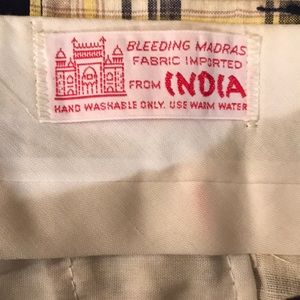 BLEEDING MADRAS
FABRIC IMPORTED
FROM INDIA
HAND WASHABLE ONLY. USE WARM WATER